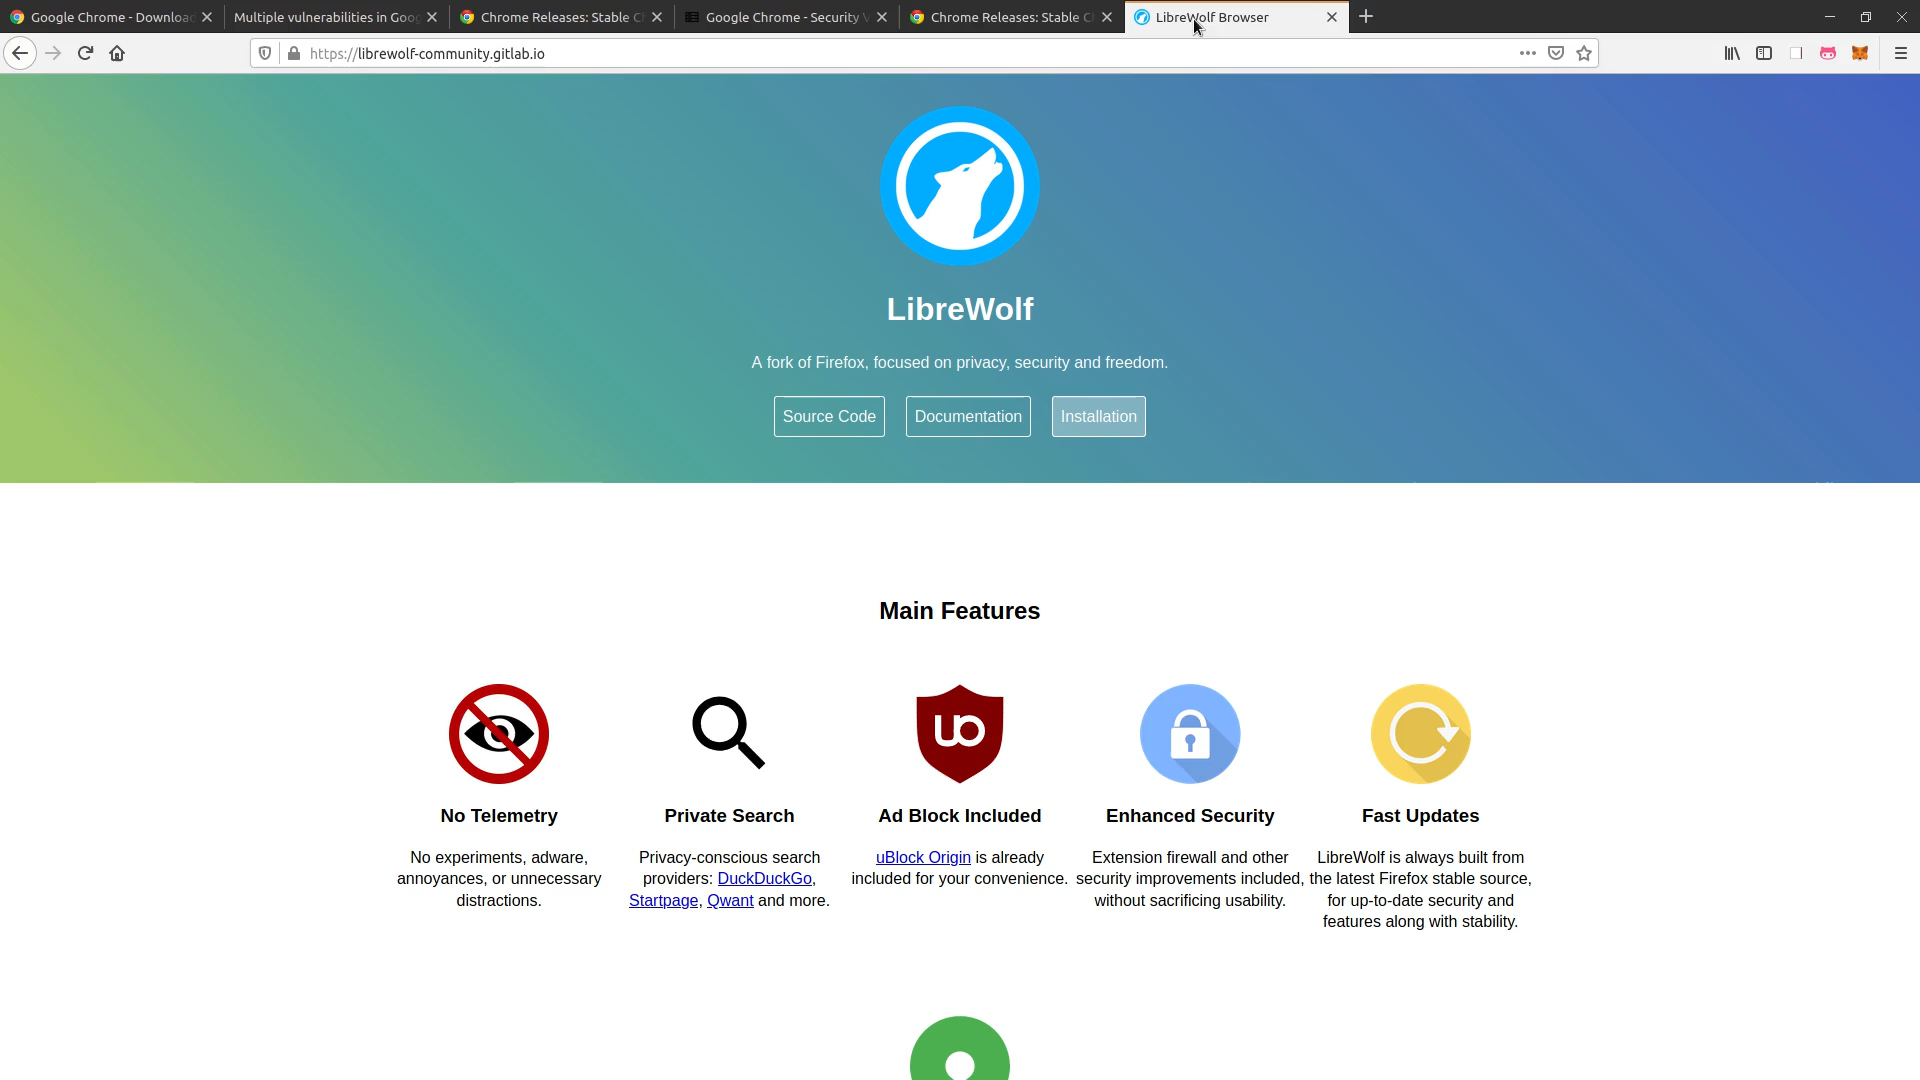 Google Chrome - Downloa
Multiple vulnerabilities in Goog
Chrome Releases: Stable C
Google Chrome - Security V
Chrome Releases: Stable C
LibreWolf Browser
https://librewolf-community.gitlab.io
LibreWolf
A fork of Firefox, focused on privacy, security and freedom.
Source Code
Documentation
Installation
Main Features
uo
No Telemetry
No experiments, adware,
annoyances, or unnecessary
distractions.
Private Search
Privacy-conscious search
providers: DuckDuckGo,
Startpage, Qwant and more.
Ad Block Included
uBlock Origin is already
included for your convenience.
Enhanced Security
Extension firewall and other
security improvements included,
without sacrificing usability.
Fast Updates
LibreWolf is always built from
the latest Firefox stable source,
for up-to-date security and
features along with stability.